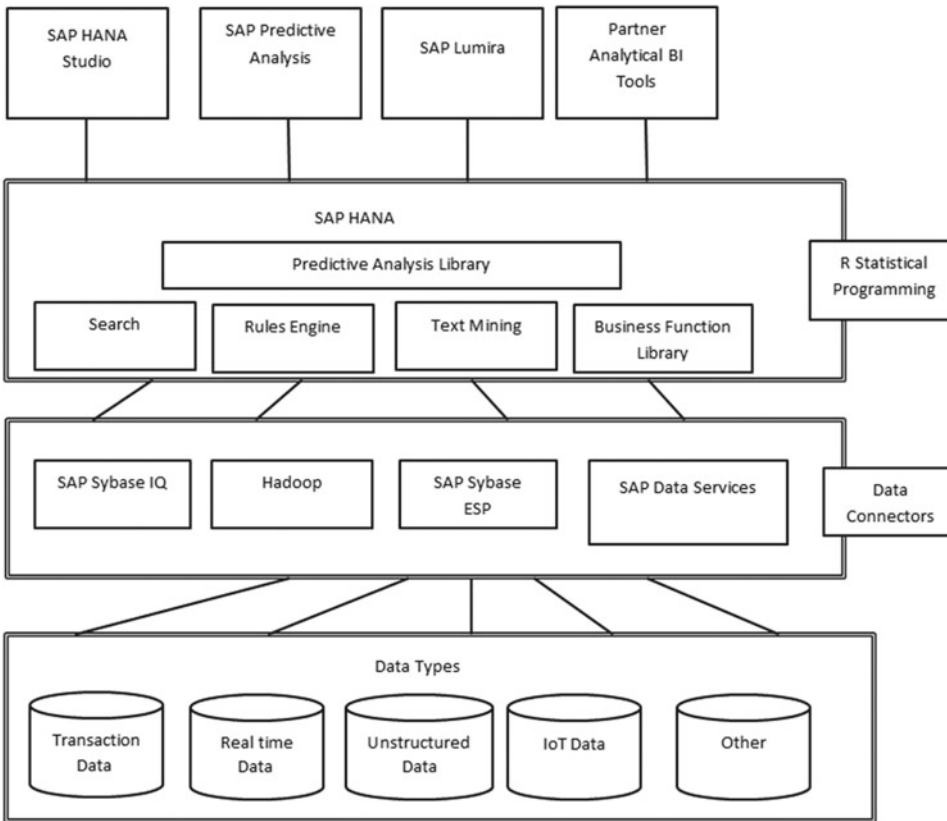 SAP HANA
Studio
SAP Predictive
Analysis
SAP Lumira
Partner
Analytical BI
Tools
SAP HANA
Predictive Analysis Library
R Statistical
Programming
Search
Rules Engine
Text Mining
Business Function
Library
SAP Sybase IQ
Hadoop
SAP Sybase
ESP
SAP Data Services
Data
Connectors
Data Types
Transaction
Data
Real time
Data
Unstructured
Data
IoT Data
Other